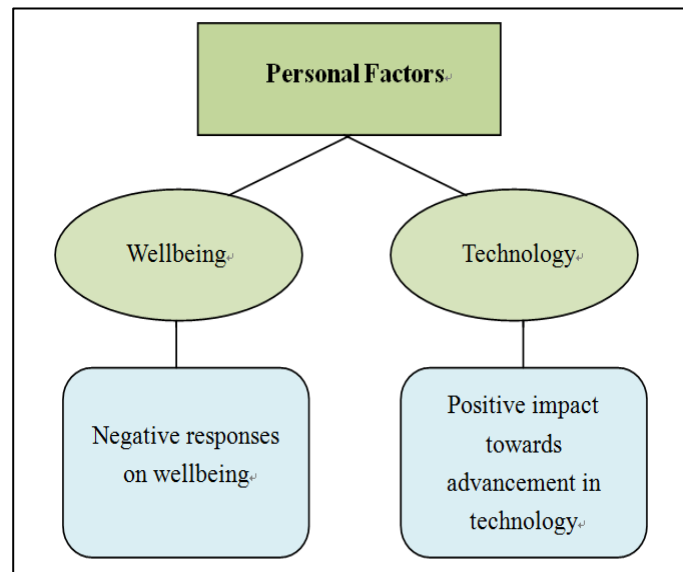 Personal Factors
Wellbeing
Technology
Negative responses
on wellbeing
Positive impact
towards
advancement in
technology